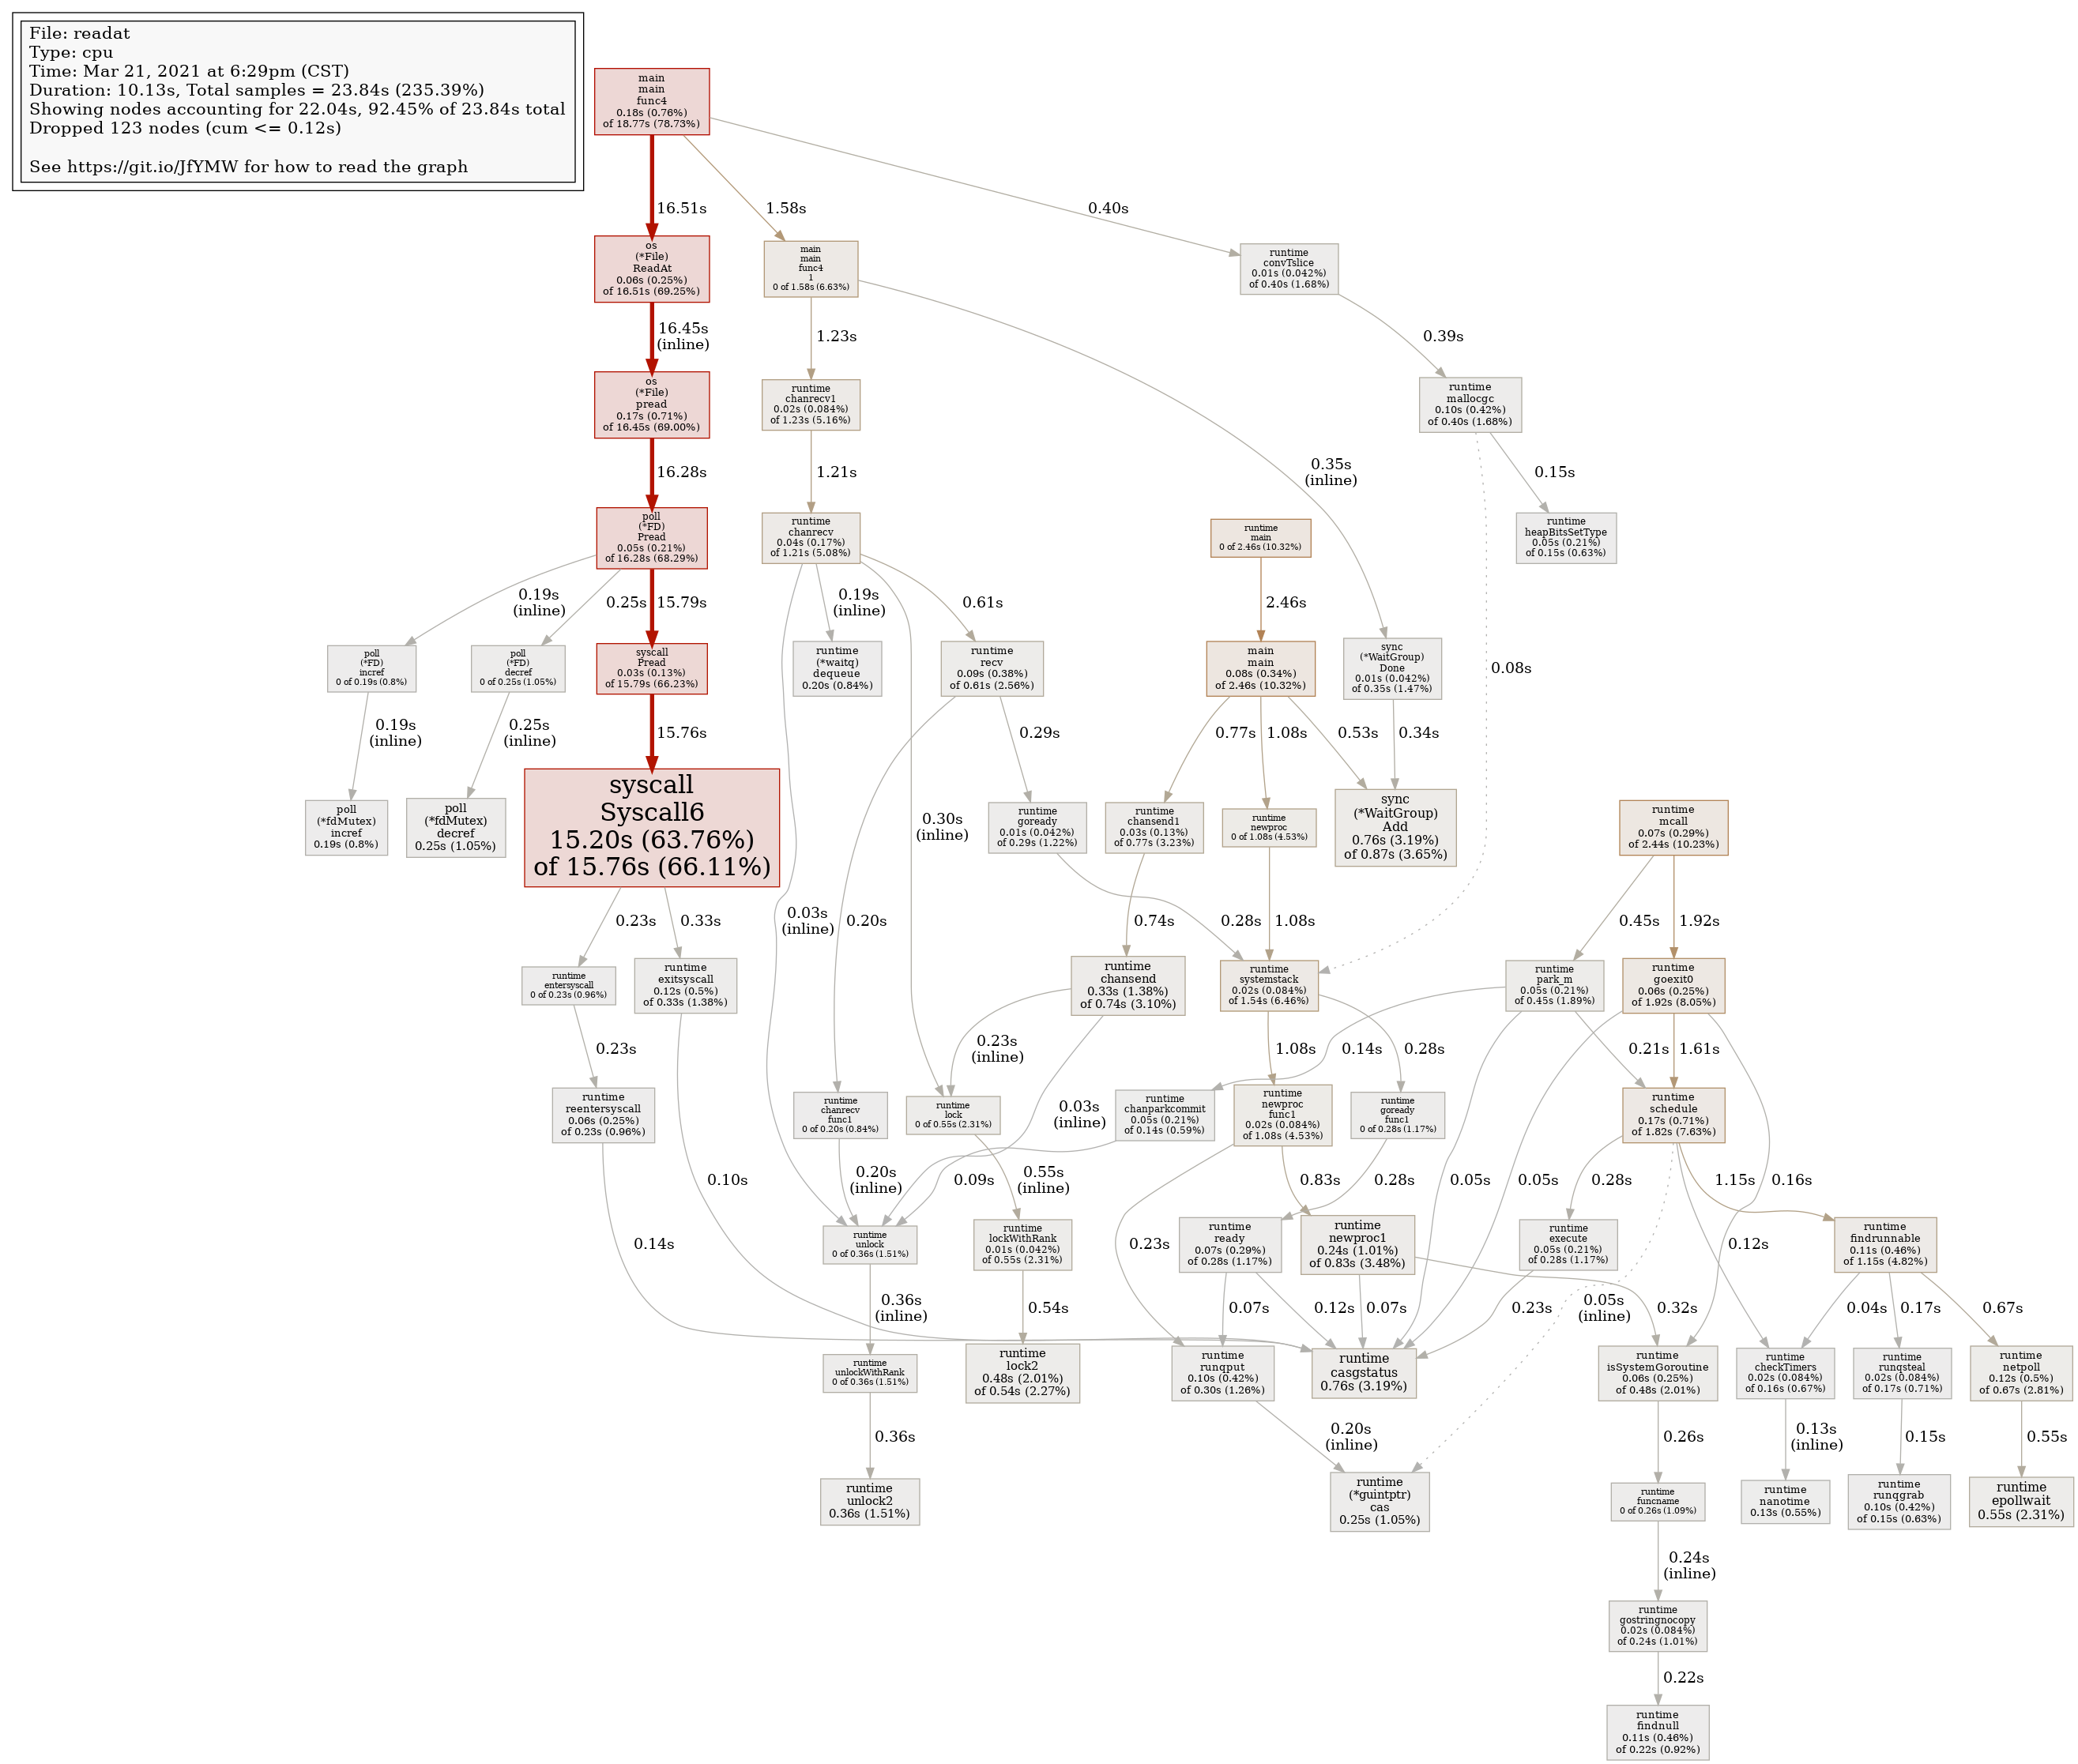 File: readat
Type: cpu
Time: Mar 21, 2021 at 6:29pm (CST)
Duration: 10.13s, Total samples = 23.84s (235.39%)
Showing nodes accounting for 22.04s, 92.45% of 23.84s total
Dropped 123 nodes (cum <= 0.12s)
See https://git.io/JfYMW for how to read the graph
main
main
func4
0.18s (0.76%)
of 18.77s (78.73%)
16.51s
1.58s
0.40s
os
(*File)
ReadAt
0.06s (0.25%)
of 16.51s (69.25%)
main
main
func4
1
0 of 1.58s (6.63%)
runtime
convTslice
0.01s (0.042%)
of 0.40s (1.68%)
16.45s
(inline)
1.23s
0.39s
os
(*File)
pread
0.17s (0.71%)
of 16.45s (69.00%)
runtime
chanrecv1
0.02s (0.084%)
of 1.23s (5.16%)
runtime
mallocgc
0.10s (0.42%)
of 0.40s (1.68%)
16.28s
1.21s
0.35s
(inline)
0.15s
poll
(*FD)
Pread
0.05s (0.21%)
of 16.28s (68.29%)
runtime
chanrecv
0.04s (0.17%)
of 1.21s (5.08%)
runtime
main
0 of 2.46s (10.32%)
runtime
heapBitsSetType
0.05s (0.21%)
of 0.15s (0.63%)
0.19s
(inline)
0.25s
15.79s
0.19s
(inline)
0.61s
2.46s
0.08s
poll
(*FD)
incref
0 of 0.19s (0.8%)
poll
(*FD)
decref
0 of 0.25s (1.05%)
syscall
Pread
0.03s (0.13%)
of 15.79s (66.23%)
runtime
(*waitq)
dequeue
0.20s (0.84%)
runtime
recv
0.09s (0.38%)
of 0.61s (2.56%)
main
main
0.08s (0.34%)
of 2.46s (10.32%)
sync
(*WaitGroup)
Done
0.01s (0.042%)
of 0.35s (1.47%)
0.19s
(inline)
0.25s
(inline)
15.76s
0.29s
0.77s
1.08s
0.53s
0.34s
poll
(*fdMutex)
incref
0.19s (0.8%)
poll
(*fdMutex)
decref
0.25s (1.05%)
syscall
Syscall6
15.20s (63.76%)
of 15.76s (66.11%)
0.30s
(inline)
runtime
goready
0.01s (0.042%)
of 0.29s (1.22%)
runtime
chansend1
0.03s (0.13%)
of 0.77s (3.23%)
runtime
newproc
0 of 1.08s (4.53%)
sync
(*WaitGroup)
Add
0.76s (3.19%)
of 0.87s (3.65%)
runtime
mcall
0.07s (0.29%)
of 2.44s (10.23%)
0.23s
0.33s
0.03s
(inline)
0.20s
0.74s
0.28s
1.08s
0.45s
1.92s
runtime
entersyscall
0 of 0.23s (0.96%)
runtime
exitsyscall
0.12s (0.5%)
of 0.33s (1.38%)
runtime
chansend
0.33s (1.38%)
of 0.74s (3.10%)
runtime
systemstack
0.02s (0.084%)
of 1.54s (6.46%)
runtime
park_m
0.05s (0.21%)
of 0.45s (1.89%)
runtime
goexit0
0.06s (0.25%)
of 1.92s (8.05%)
0.23s
0.23s
(inline)
1.08s
0.14s
0.28s
0.21s
1.61s
runtime
reentersyscall
0.06s (0.25%)
of 0.23s (0.96%)
runtime
chanrecv
func1
0 of 0.20s (0.84%)
runtime
lock
0 of 0.55s (2.31%)
0.03s
(inline)
runtime
chanparkcommit
0.05s (0.21%)
of 0.14s (0.59%)
runtime
newproc
func1
0.02s (0.084%)
of 1.08s (4.53%)
runtime
goready
func1
0 of 0.28s (1.17%)
runtime
schedule
0.17s (0.71%)
of 1.82s (7.63%)
0.10s
0.20s
(inline)
0.09s
0.55s
(inline)
0.83s
0.28s
0.05s
0.05s
0.28s
1.15s
0.16s
0.14s
runtime
unlock
0 of 0.36s (1.51%)
runtime
lockWithRank
0.01s (0.042%)
of 0.55s (2.31%)
0.23s
runtime
ready
0.07s (0.29%)
of 0.28s (1.17%)
runtime
newproc1
0.24s (1.01%)
of 0.83s (3.48%)
runtime
execute
0.05s (0.21%)
of 0.28s (1.17%)
0.12s
runtime
findrunnable
0.11s (0.46%)
of 1.15s (4.82%)
0.36s
(inline)
0.54s
0.07s
0.12s
0.07s
0.23s
0.05s
(inline)
0.32s
0.04s
0.17s
0.67s
runtime
unlockWithRank
0 of 0.36s (1.51%)
runtime
lock2
0.48s (2.01%)
of 0.54s (2.27%)
runtime
runqput
0.10s (0.42%)
of 0.30s (1.26%)
runtime
casgstatus
0.76s (3.19%)
runtime
isSystemGoroutine
0.06s (0.25%)
of 0.48s (2.01%)
runtime
checkTimers
0.02s (0.084%)
of 0.16s (0.67%)
runtime
runqsteal
0.02s (0.084%)
of 0.17s (0.71%)
runtime
netpoll
0.12s (0.5%)
of 0.67s (2.81%)
0.36s
0.20s
(inline)
0.26s
0.13s
(inline)
0.15s
0.55s
runtime
unlock2
0.36s (1.51%)
runtime
(*guintptr)
cas
0.25s (1.05%)
runtime
funcname
0 of 0.26s (1.09%)
runtime
nanotime
0.13s (0.55%)
runtime
runqgrab
0.10s (0.42%)
of 0.15s (0.63%)
runtime
epollwait
0.55s (2.31%)
0.24s
(inline)
runtime
gostringnocopy
0.02s (0.084%)
of 0.24s (1.01%)
0.22s
runtime
findnull
0.11s (0.46%)
of 0.22s (0.92%)